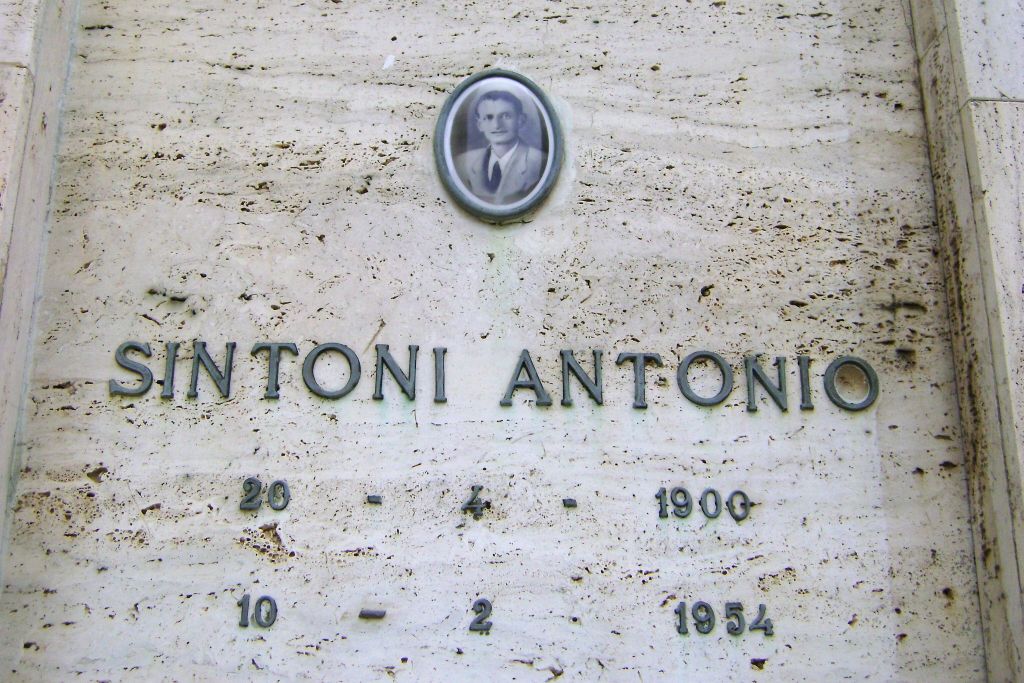 SINTONI ANTONIO
20 - 4 - 1900
10 - 2 1954